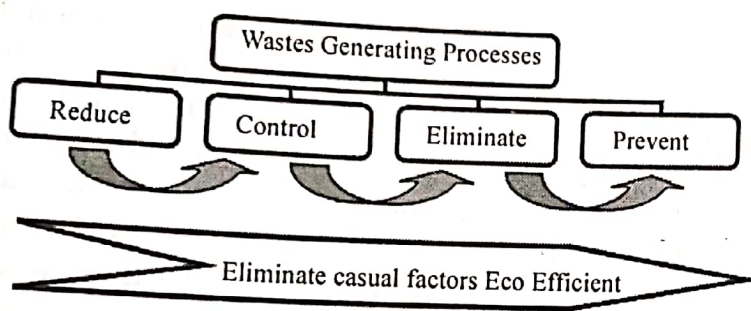 Wastes Generating Processes
Reduce
Control
Eliminate
Prevent
Eliminate casual factors Eco Efficient